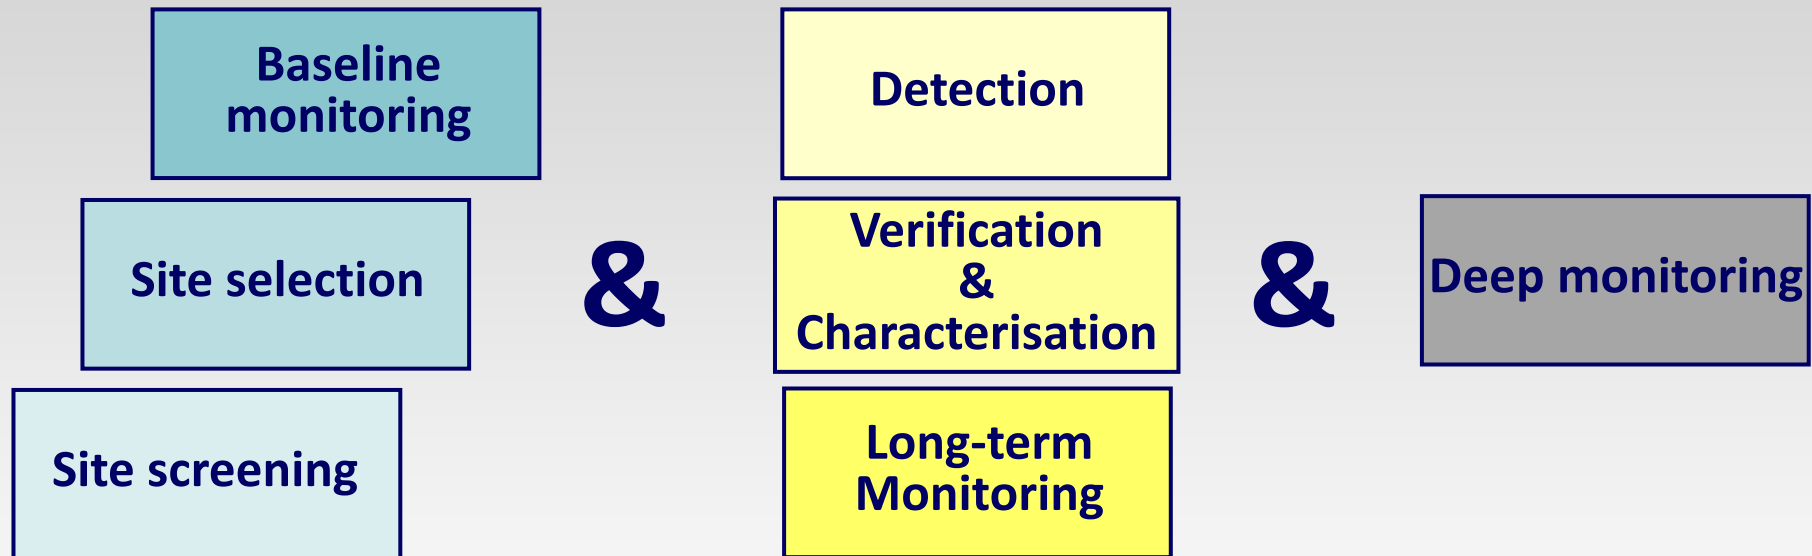 Baseline
monitoring
Site selection
Site screening
&
Detection
Verification
&
Characterisation
Long-term
Monitoring
&
Deep monitoring